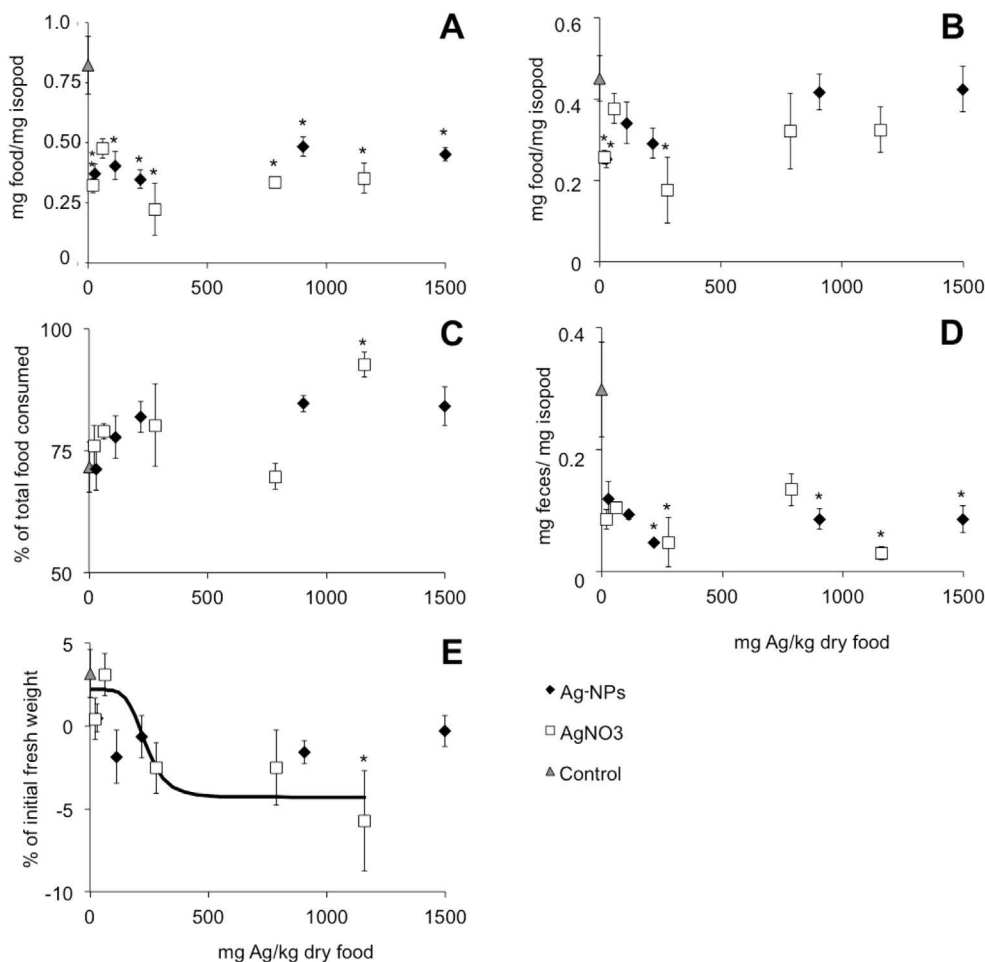 A
mg food/mg isopod
1.0
0.75
0.50
0.25
0
* * * * * * * * *
0 500 1000 1500
B
mg food/mg isopod
0.6
0.4
0.2
0
* * *
0 500 1000 1500
C
% of total food consumed
100
75
50
*
0 500 1000 1500
D
mg feces/ mg isopod
0.4
0.2
0
* * * * *
0 500 1000 1500
mg Ag/kg dry food
E
% of initial fresh weight
5
0
-5
-10
*
0 500 1000 1500
mg Ag/kg dry food
Ag-NPs
AgNO3
Control